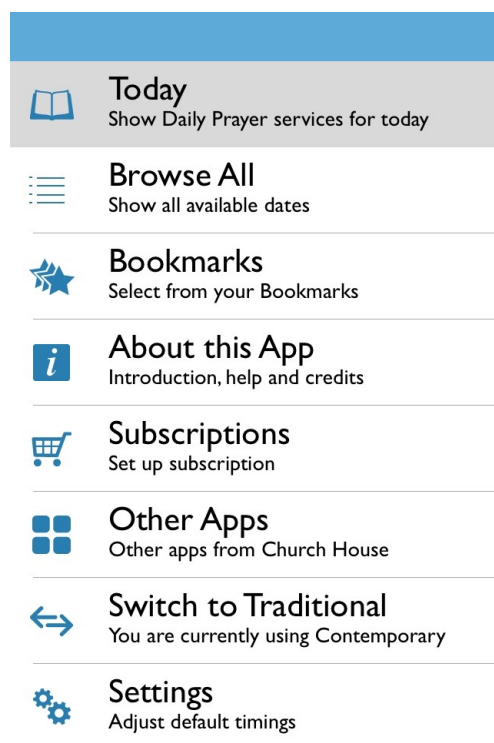 Today
Show Daily Prayer services for today
Browse All
Show all available dates
Bookmarks
Select from your Bookmarks
i
About this App
Introduction, help and credits
Subscriptions
Set up subscription
Other Apps
Other apps from Church House
Switch to Traditional
You are currently using Contemporary
Settings
Adjust default timings